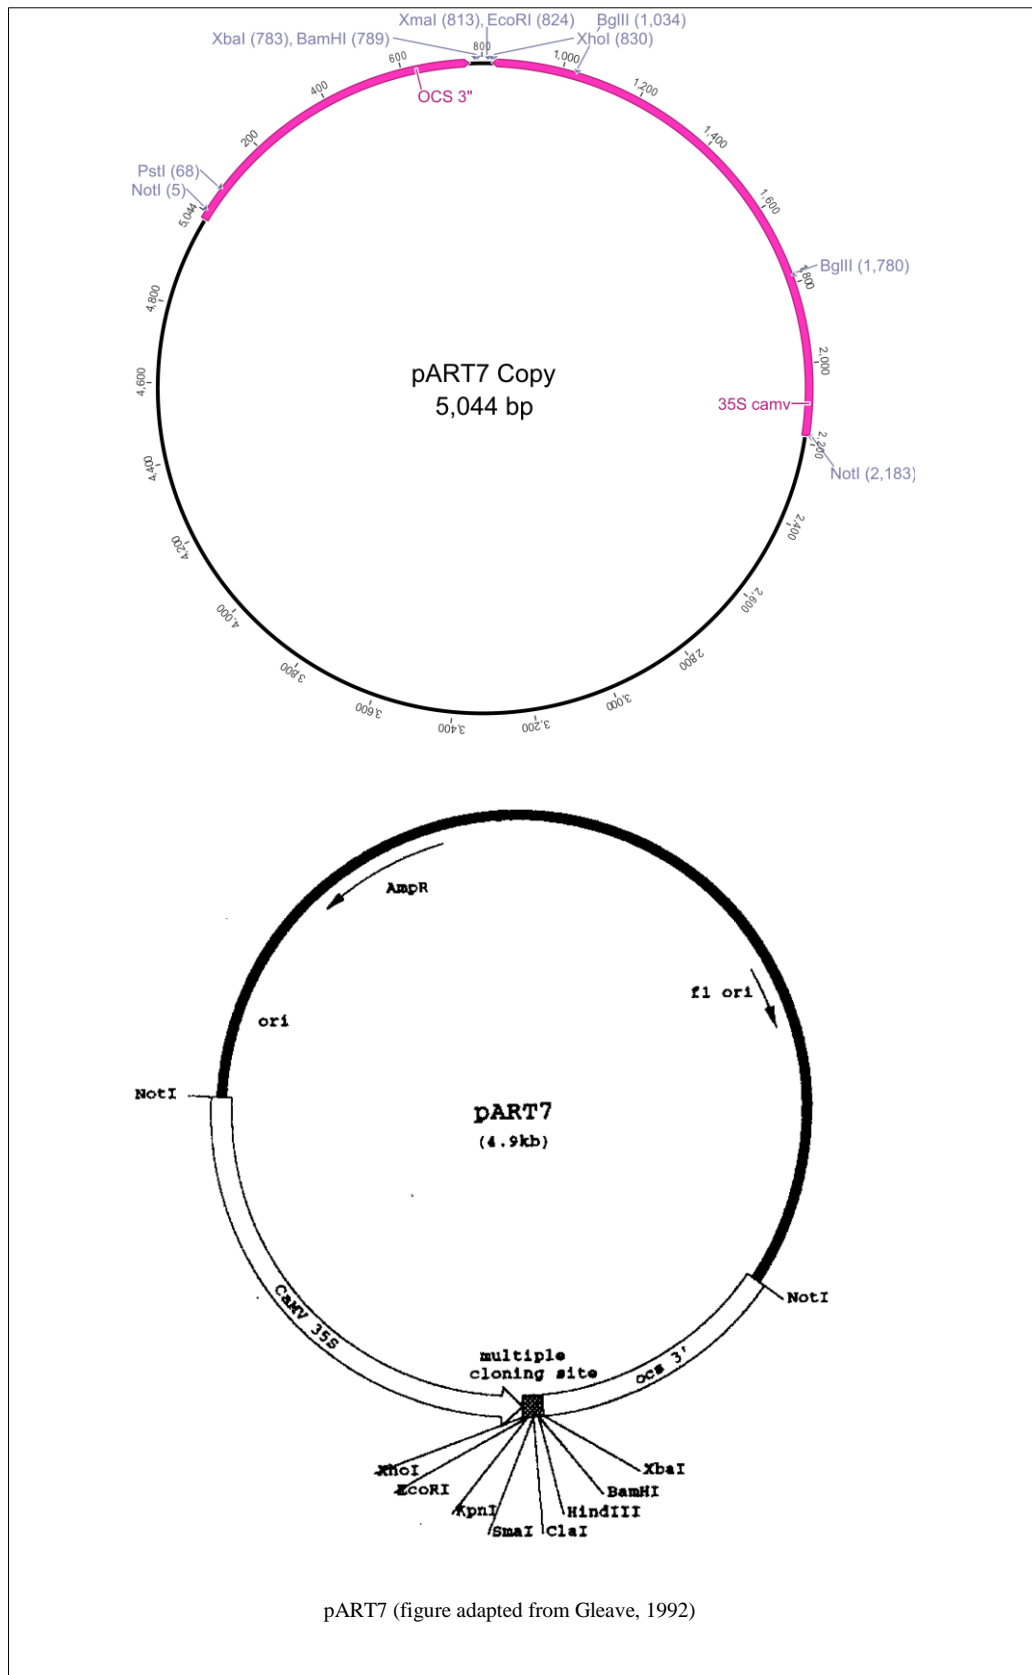 XmaI (813), EcoRI (824)
BglII (1,034)
XbaI (783), BamHI (789)
XhoI (830)
800
600
1,000
OCS 3"
400
1,200
200
1,400
PstI (68)
NotI (5)
5,044
1,600
BglII (1,780)
1,800
4,800
2,000
4,600
pART7 Copy
5,044 bp
35S camv
2,200
NotI (2,183)
4,400
2,400
4,200
2,600
4,000
2,800
3,800
3,000
3,600
3,400
3,200
AmpR
f1 ori
ori
NotI
pART7
(4.9kb)
NotI
CaMV 35S
multiple
cloning site
ocs 3'
XhoI
XbaI
EcoRI
BamHI
KpnI
HindIII
SmaI
ClaI
pART7 (figure adapted from Gleave, 1992)